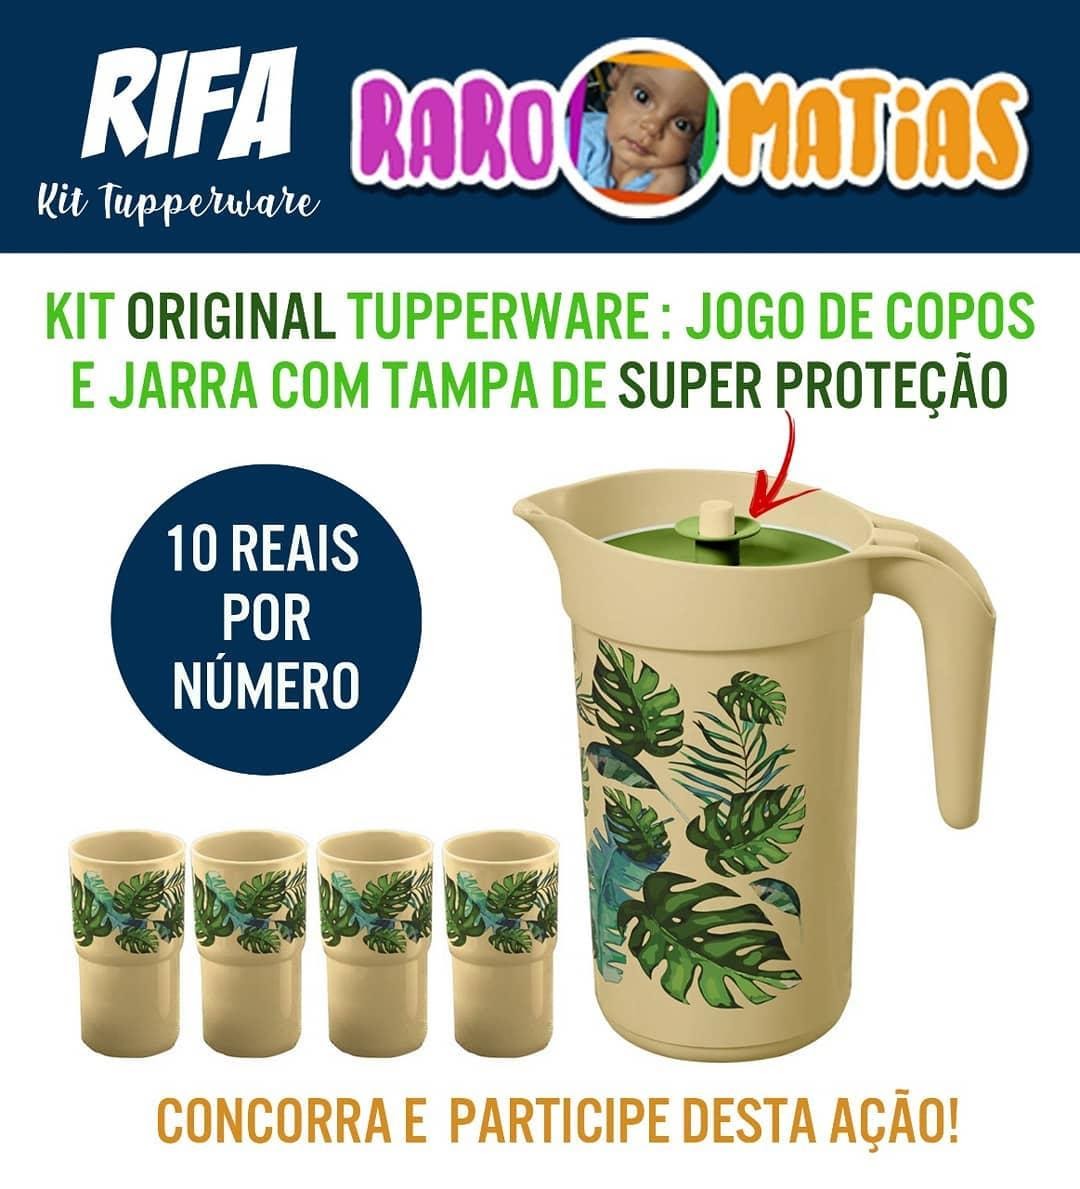 RIFA
RARO MATiAS
Kit Tupperware
KIT ORIGINAL TUPPERWARE : JOGO DE COPOS
E JARRA COM TAMPA DE SUPER PROTEÇÃO
10 REAIS
POR
NÚMERO
CONCORRA E PARTICIPE DESTA AÇÃO!